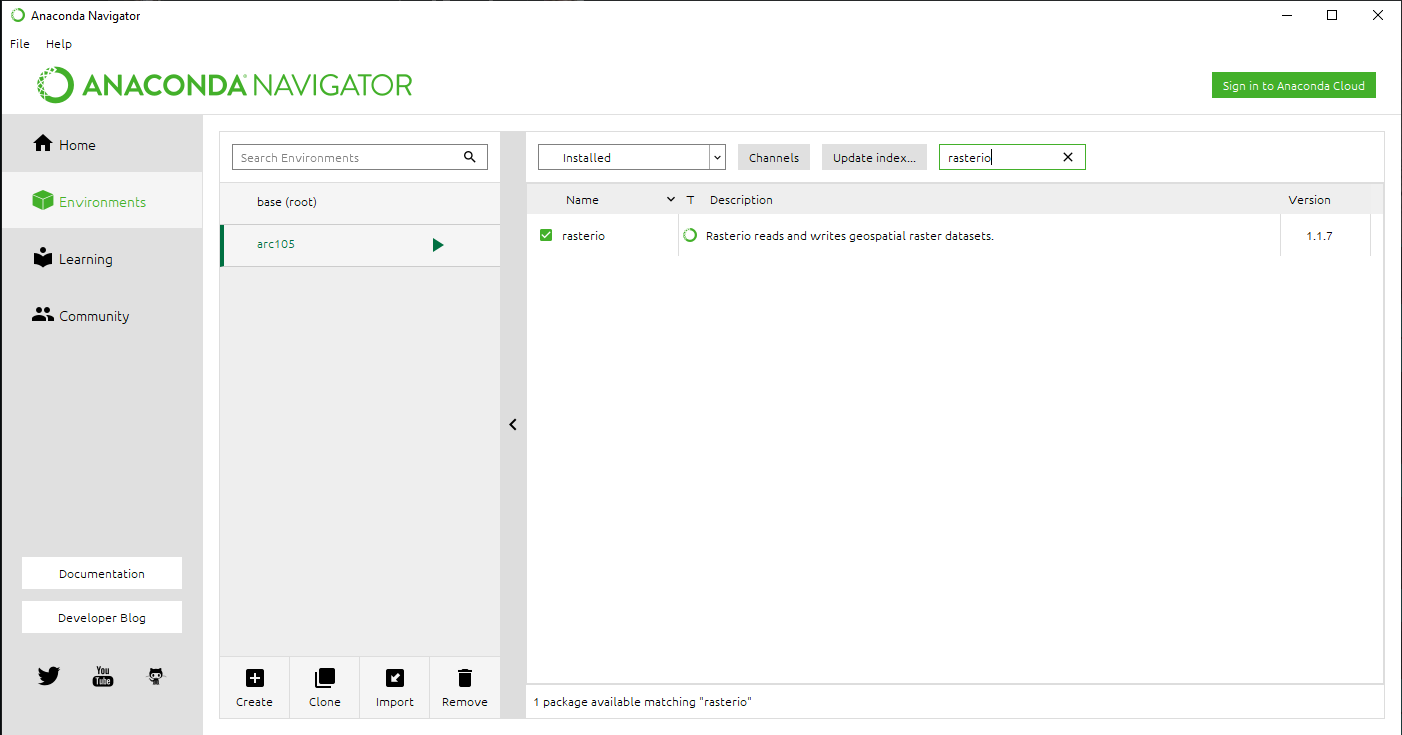 Anaconda Navigator
File Help
ANACONDA NAVIGATOR
Sign in to Anaconda Cloud
Home
Environments
Learning
Community
Documentation
Developer Blog
You
Tube
Search Environments
base (root)
arc105
Create Clone Import Remove
Installed Channels Update index... rasterio
Name T Description Version
rasterio Rasterio reads and writes geospatial raster datasets. 1.1.7
1 package available matching "rasterio"